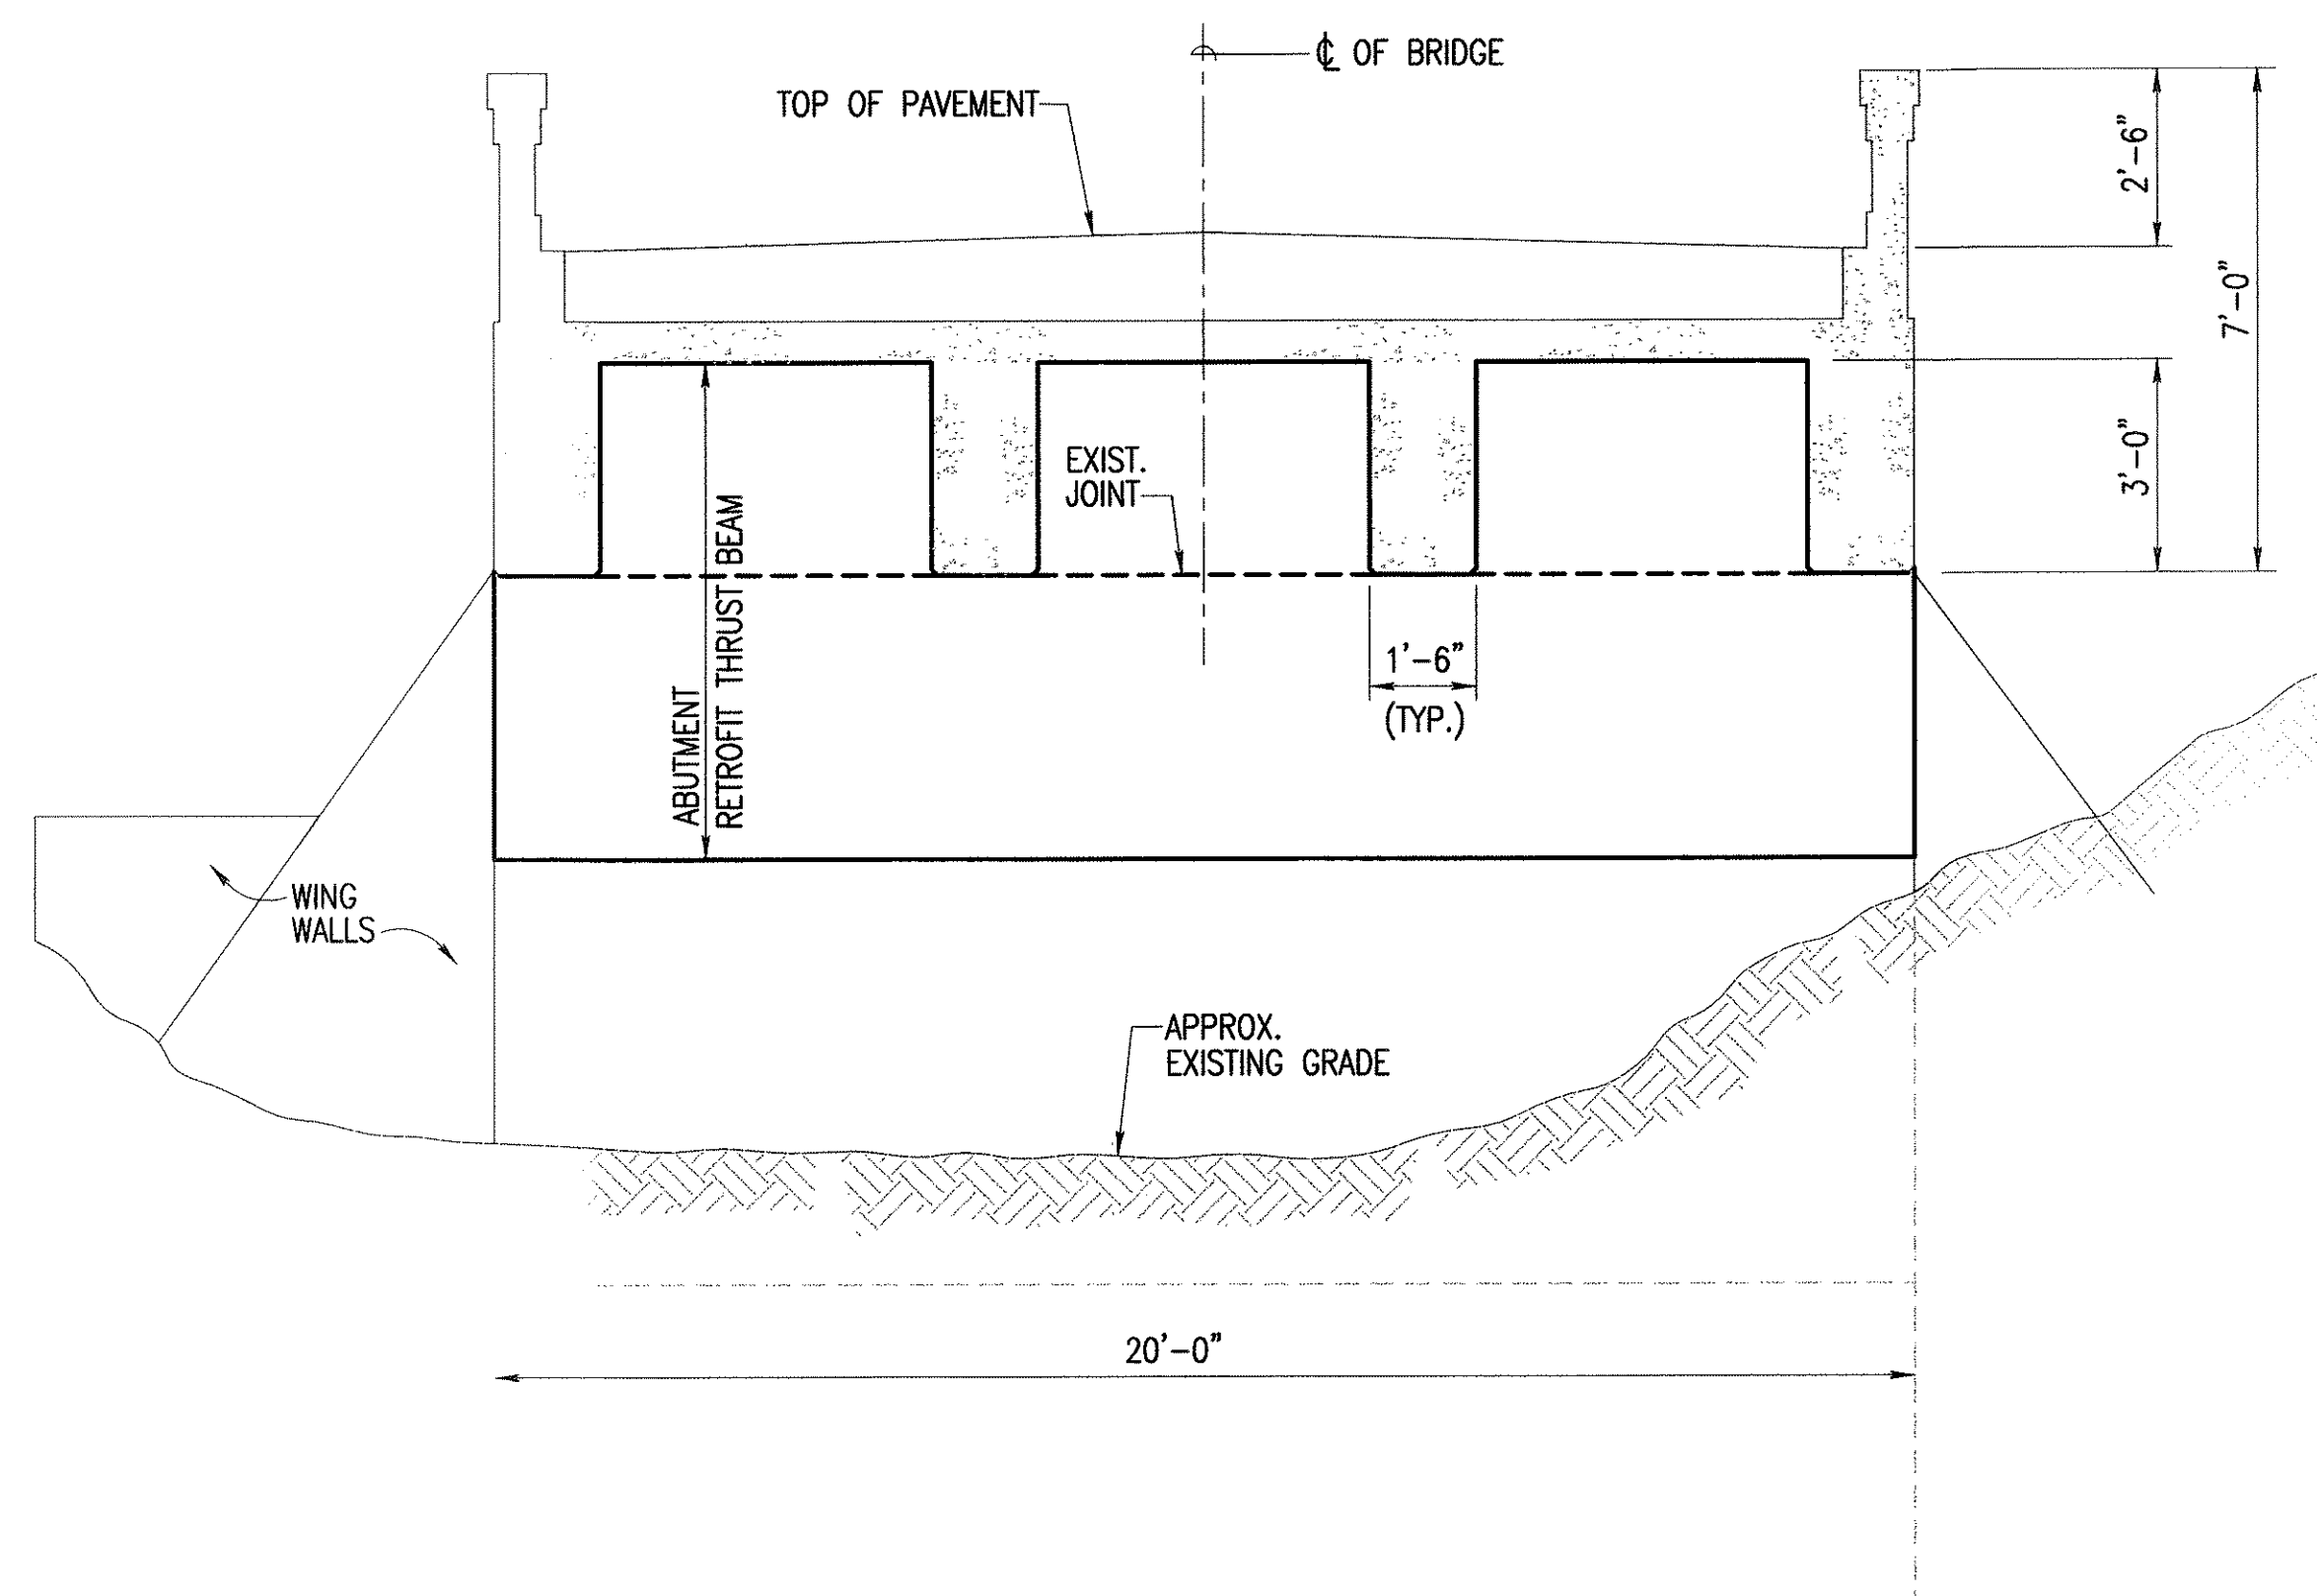 ℄ OF BRIDGE
TOP OF PAVEMENT
2'-6"
7'-0"
3'-0"
EXIST.
JOINT
ABUTMENT
RETROFIT THRUST BEAM
1'-6"
(TYP.)
WING
WALLS
APPROX.
EXISTING GRADE
20'-0"